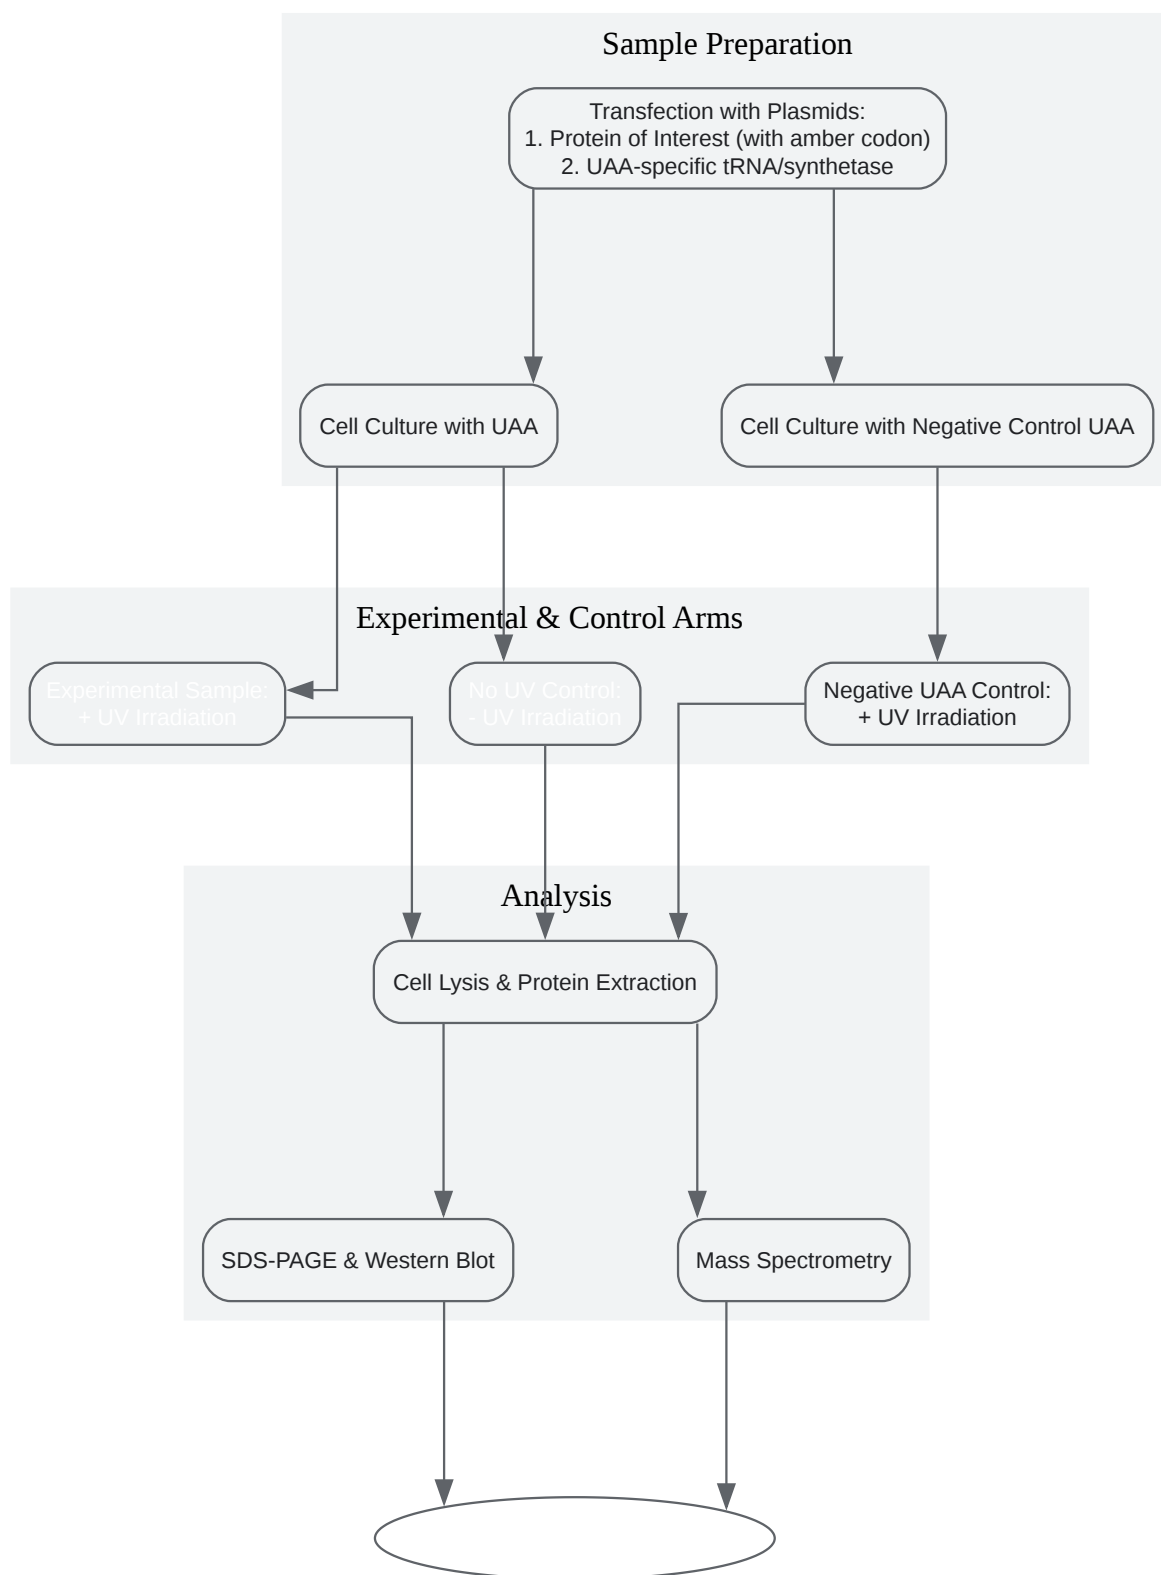 Sample Preparation
Transfection with Plasmids:
1. Protein of Interest (with amber codon)
2. UAA-specific tRNA/synthetase
Cell Culture with UAA
Cell Culture with Negative Control UAA
Experimental & Control Arms
Experimental Sample:
+ UV Irradiation
No UV Control:
- UV Irradiation
Negative UAA Control:
+ UV Irradiation
Analysis
Cell Lysis & Protein Extraction
SDS-PAGE & Western Blot
Mass Spectrometry